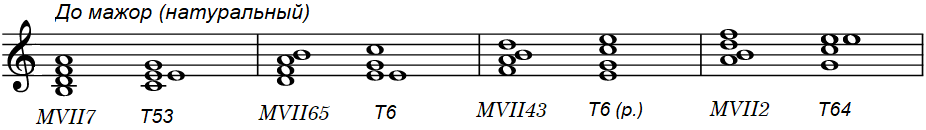 До мажор (натуральный)
MVII7 T53 MVII65 T6 MVII43 T6 (р.) MVII2 T64